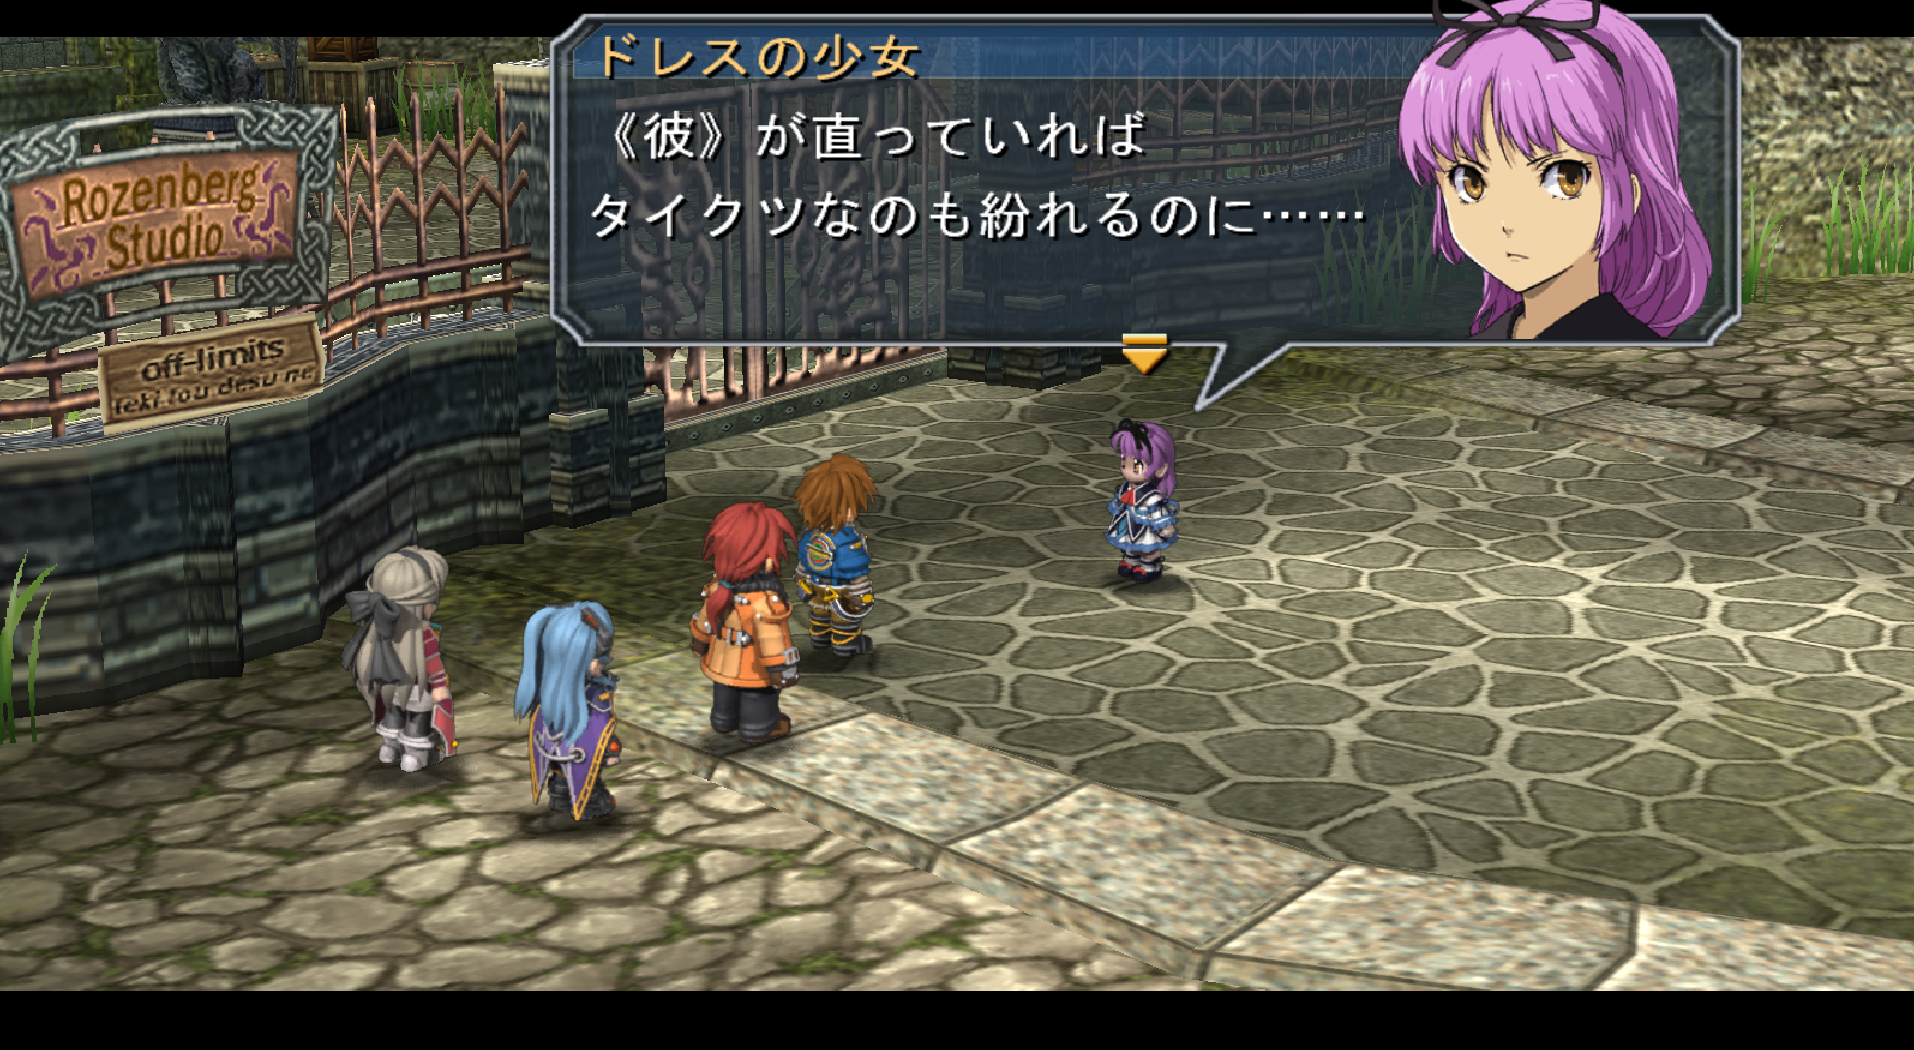 ドレスの少女
《彼》が直っていれば
タイクツなのも紛れるのに……
Rozenberg
Studio
off-limits